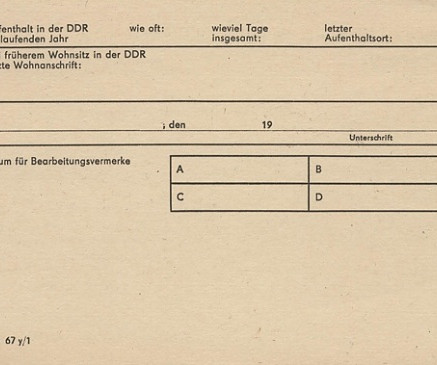 fenthalt in der DDR wie oft: wieviel Tage letzter
laufenden Jahr insgesamt: Aufenthaltsort:
früherem Wohnsitz in der DDR
te Wohnanschrift:
, den 19
Unterschrift
um für Bearbeitungsvermerke
A B
C D
67 y/1